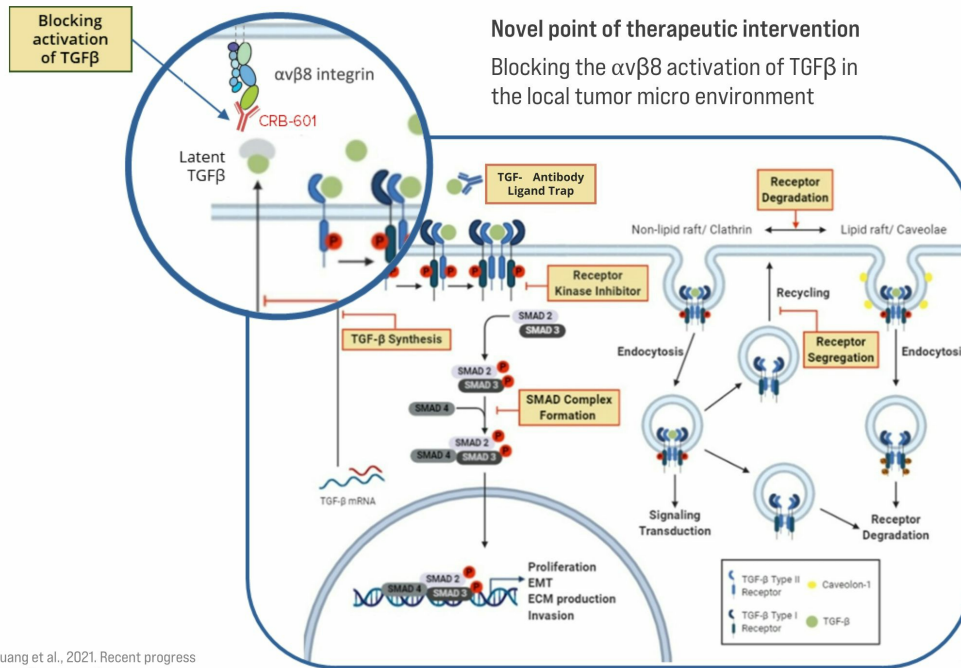 Blocking
activation
of TGFβ
Novel point of therapeutic intervention
Blocking the αvβ8 activation of TGFβ in
the local tumor micro environment
αvβ8 integrin
CRB-601
Latent
TGFβ
TGF- Antibody
Ligand Trap
Receptor
Degradation
Non-lipid raft/ Clathrin
Lipid raft/ Caveolae
P
P
P
P
P
P
Receptor
Kinase Inhibitor
Recycling
TGF-β Synthesis
SMAD 2
SMAD 3
Endocytosis
Receptor
Segregation
Endocytosi
SMAD 2
P
SMAD 3
P
SMAD 4
SMAD Complex
Formation
SMAD 2
P
SMAD 4
SMAD 3
P
TGF-β mRNA
Signaling
Transduction
Receptor
Degradation
Proliferation
EMT
ECM production
Invasion
SMAD 2
P
SMAD 4
SMAD 3
P
TGF-β Type II
Receptor
Caveolon-1
TGF-β Type I
Receptor
TGF-β
uang et al., 2021. Recent progress